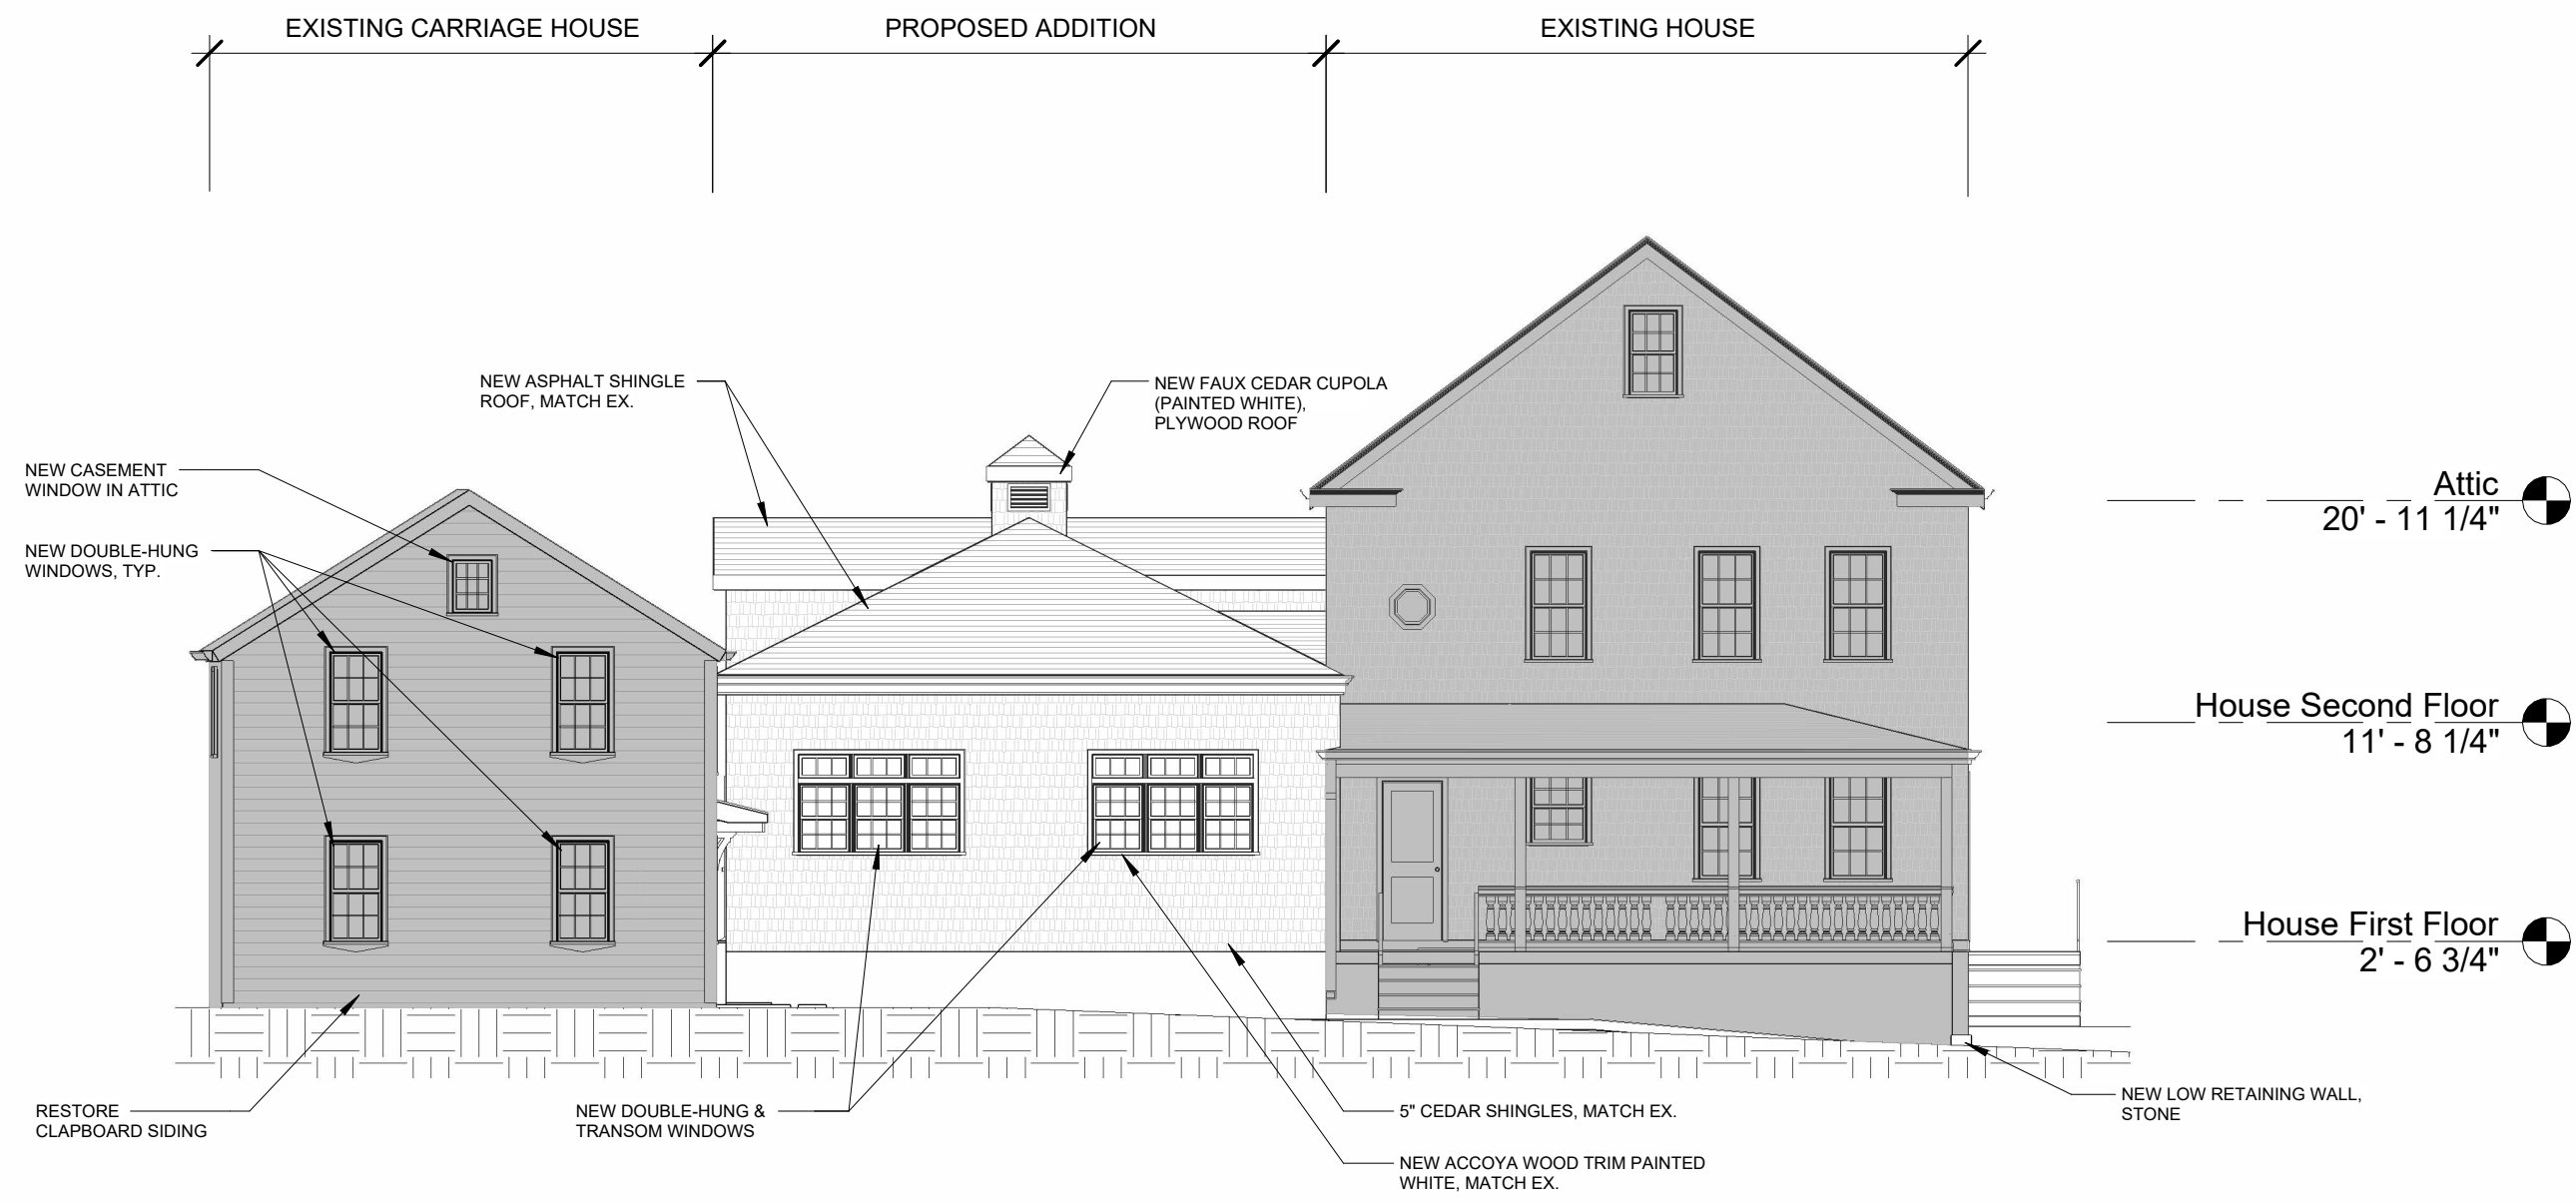 EXISTING CARRIAGE HOUSE
PROPOSED ADDITION
EXISTING HOUSE
NEW ASPHALT SHINGLE
ROOF, MATCH EX.
NEW FAUX CEDAR CUPOLA
(PAINTED WHITE),
PLYWOOD ROOF
NEW CASEMENT
WINDOW IN ATTIC
NEW DOUBLE-HUNG
WINDOWS, TYP.
Attic
20' - 11 1/4"
House Second Floor
11' - 8 1/4"
House First Floor
2' - 6 3/4"
RESTORE
CLAPBOARD SIDING
NEW DOUBLE-HUNG &
TRANSOM WINDOWS
5" CEDAR SHINGLES, MATCH EX.
NEW ACCOYA WOOD TRIM PAINTED
WHITE, MATCH EX.
NEW LOW RETAINING WALL,
STONE